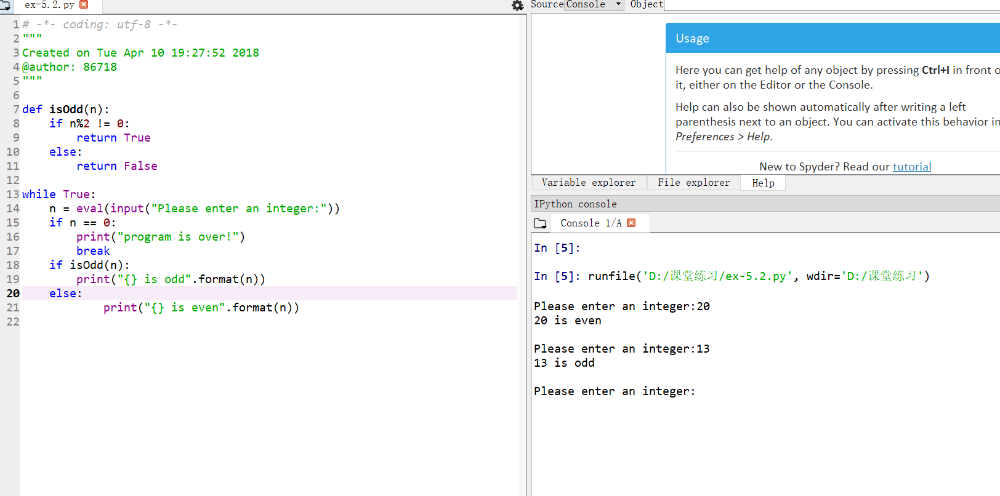 ex-5.2.py
1 # -*- coding: utf-8 -*-
2 """
3 Created on Tue Apr 10 19:27:52 2018
4 @author: 86718
5 """
6
7 def isOdd(n):
8     if n%2 != 0:
9         return True
10     else:
11         return False
12
13 while True:
14     n = eval(input("Please enter an integer:"))
15     if n == 0:
16         print("program is over!")
17         break
18     if isOdd(n):
19         print("{} is odd".format(n))
20     else:
21             print("{} is even".format(n))
22
Source Console Object
Usage
Here you can get help of any object by pressing Ctrl+I in front o
it, either on the Editor or the Console.
Help can also be shown automatically after writing a left
parenthesis next to an object. You can activate this behavior in
Preferences > Help.
New to Spyder? Read our tutorial
Variable explorer File explorer Help
IPython console
Console 1/A
In [5]:
In [5]: runfile('D:/课堂练习/ex-5.2.py', wdir='D:/课堂练习')
Please enter an integer:20
20 is even
Please enter an integer:13
13 is odd
Please enter an integer: